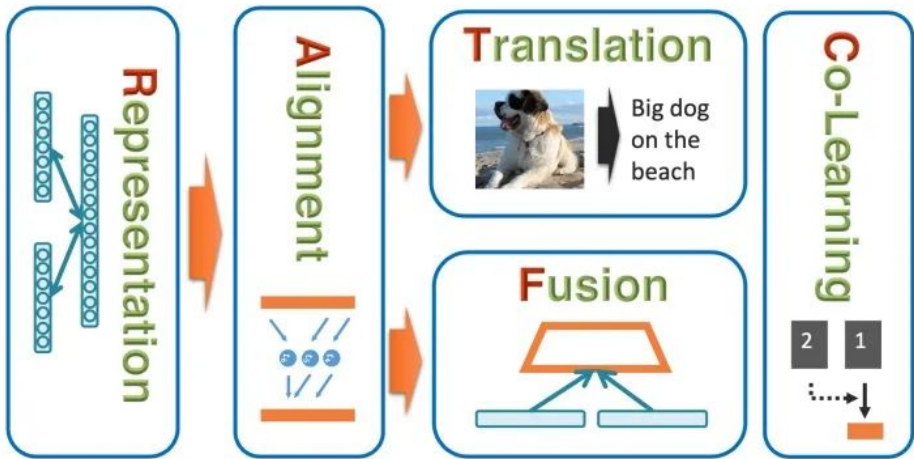 Representation
Alignment
Translation
Big dog
on the
beach
Fusion
Co-Learning
2 1